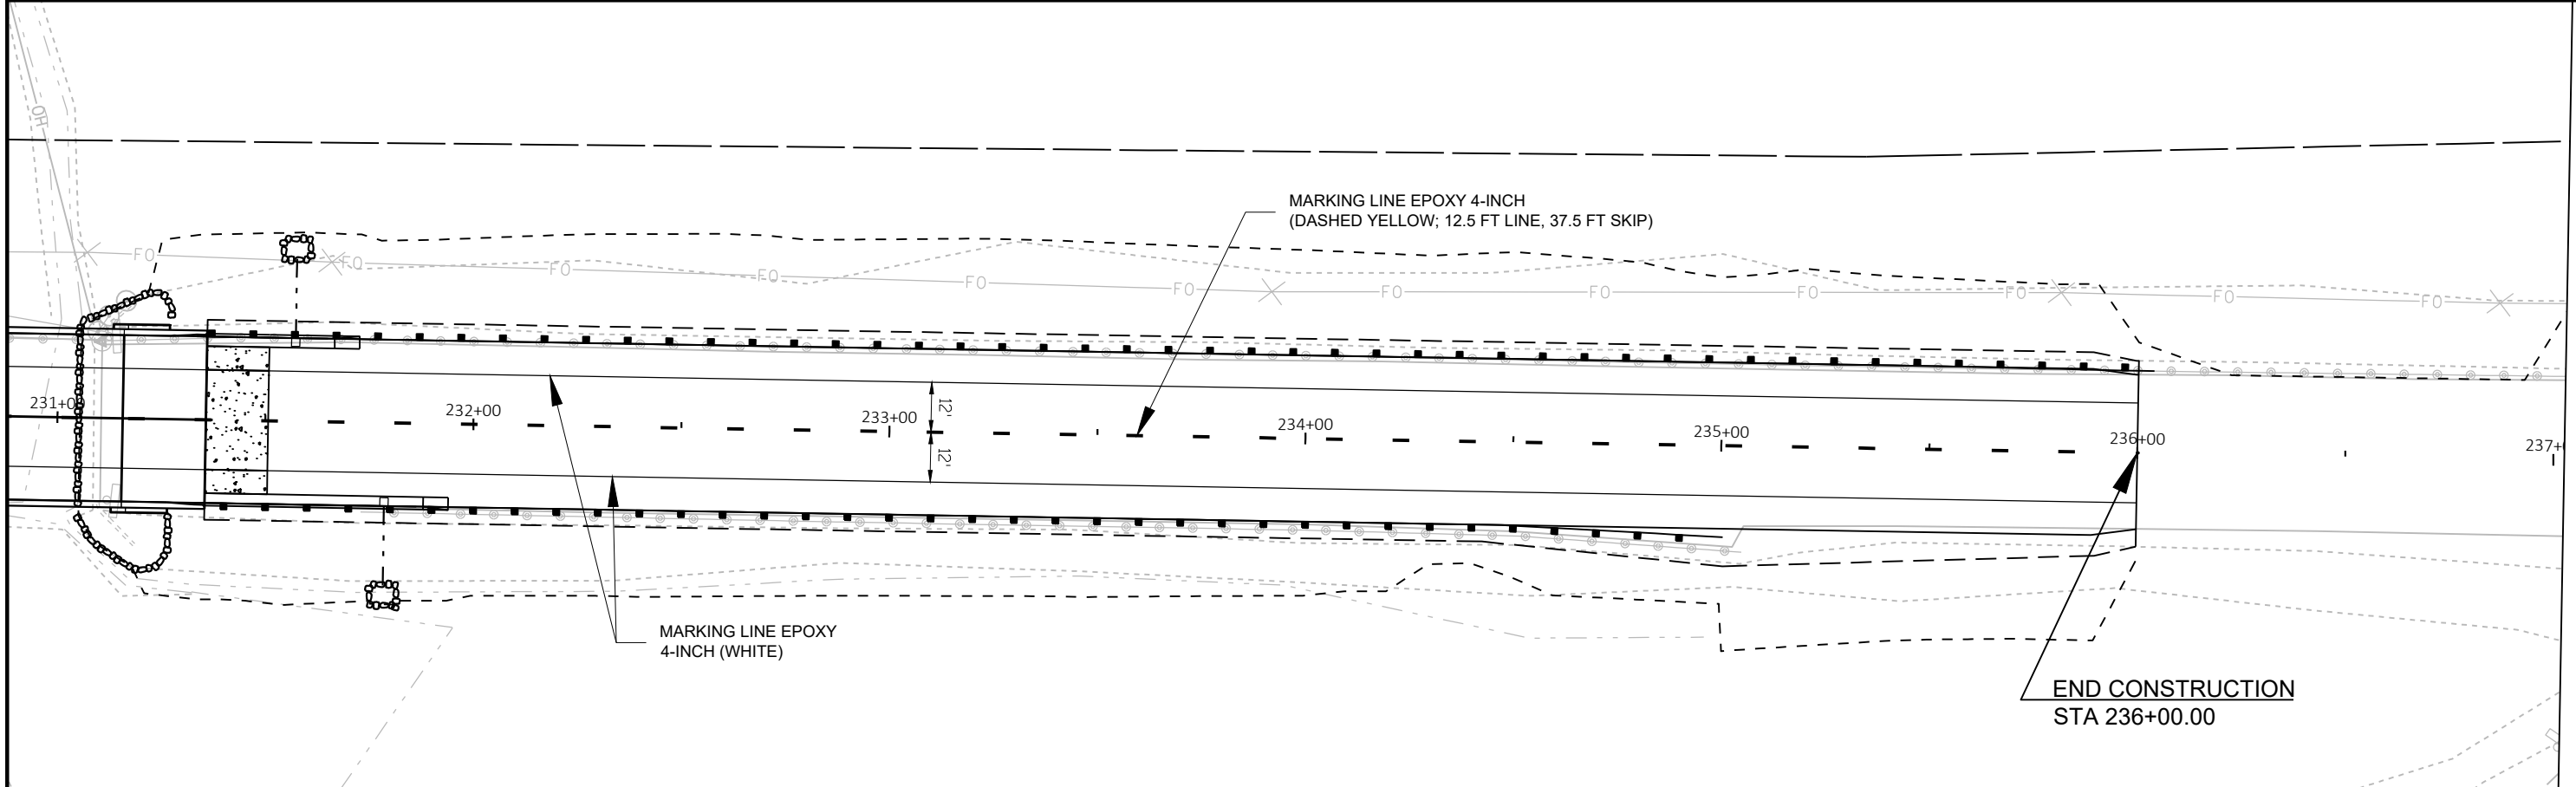 OH
MARKING LINE EPOXY 4-INCH
(DASHED YELLOW; 12.5 FT LINE, 37.5 FT SKIP)
FO
FO
FO
FO
FO
FO
FO
FO
FO
FO
FO
FO
231+0
232+00
233+00
234+00
235+00
236+00
237+
12'
12'
MARKING LINE EPOXY
4-INCH (WHITE)
END CONSTRUCTION
STA 236+00.00